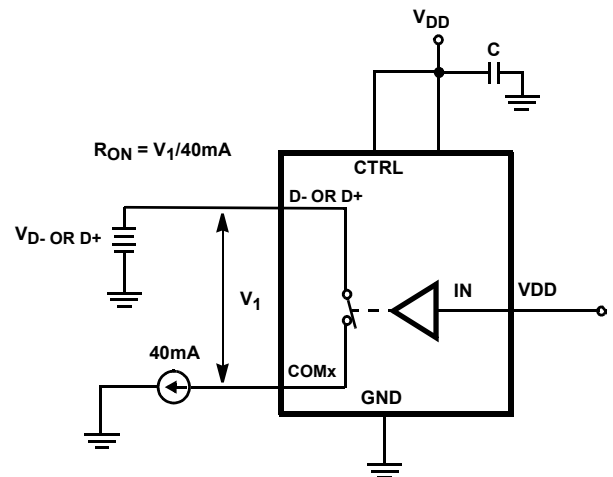 VDD
C
RON = V1/40mA
CTRL
D- OR D+
VD- OR D+
V1
IN
VDD
40mA
COMx
GND